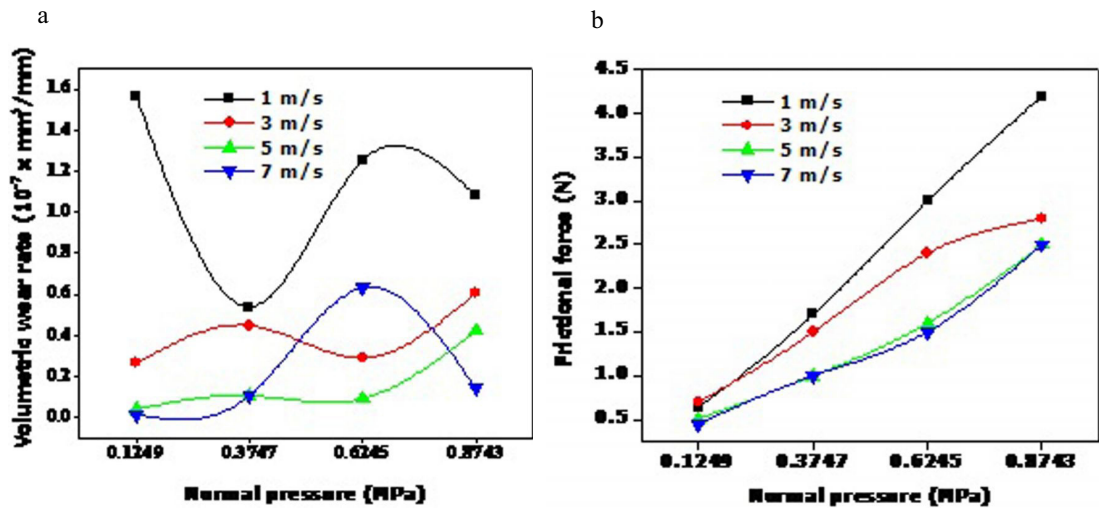 a
Volumetric wear rate (10⁻⁷ x mm³/mm)
1.6
1.4
1.2
1.0
0.8
0.6
0.4
0.2
0.0
1 m/s
3 m/s
5 m/s
7 m/s
0.1249 0.3747 0.6245 0.8743
Normal pressure (MPa)
b
Frictional force (N)
4.5
4.0
3.5
3.0
2.5
2.0
1.5
1.0
0.5
1 m/s
3 m/s
5 m/s
7 m/s
0.1249 0.3747 0.6245 0.8743
Normal pressure (MPa)